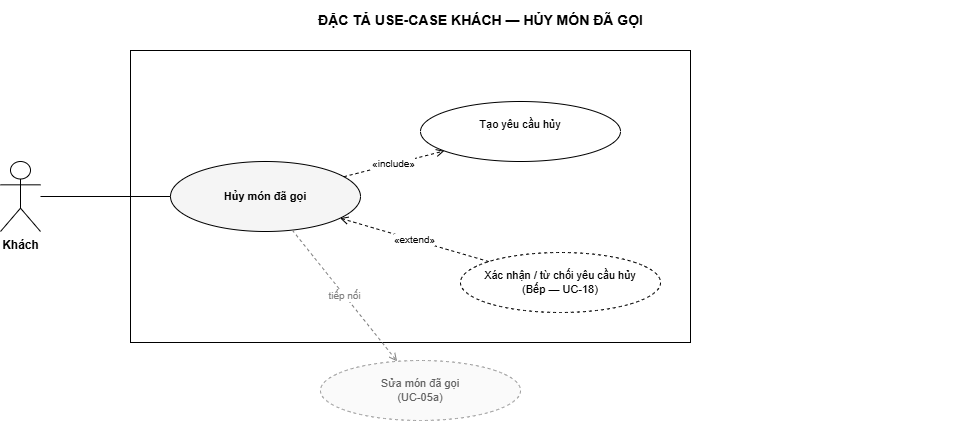 ĐẶC TẢ USE-CASE KHÁCH — HỦY MÓN ĐÃ GỌI
Tạo yêu cầu hủy
«include»
Hủy món đã gọi
Khách
«extend»
Xác nhận / từ chối yêu cầu hủy
(Bếp — UC-18)
tiếp nối
Sửa món đã gọi
(UC-05a)